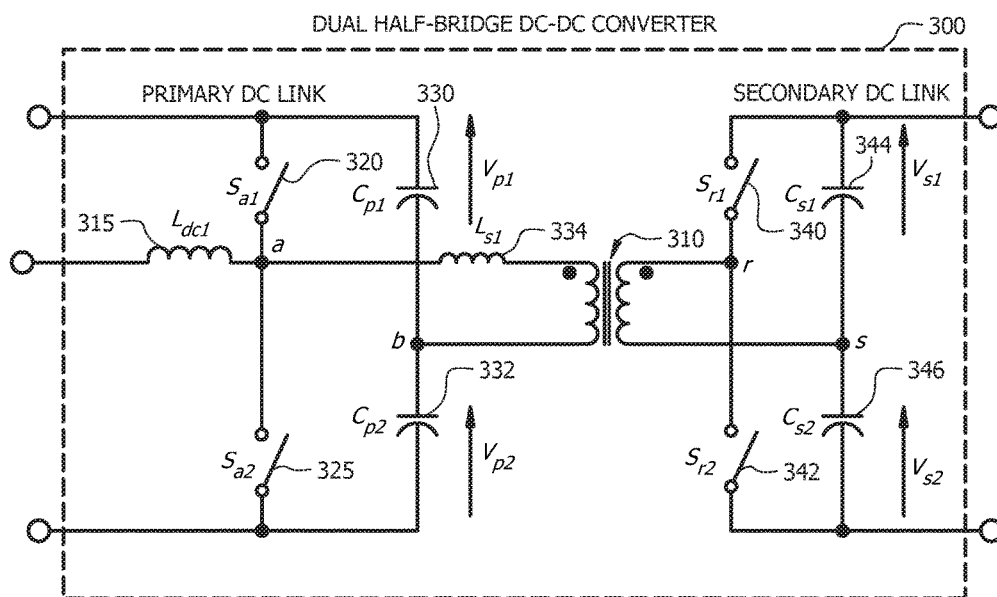 DUAL HALF-BRIDGE DC-DC CONVERTER
300
PRIMARY DC LINK
330
SECONDARY DC LINK
344
320
S_a1
C_p1
V_p1
S_r1
340
C_s1
V_s1
315
L_dc1
a
L_s1
334
310
r
b
s
332
346
C_p2
C_s2
S_a2
325
V_p2
S_r2
342
V_s2